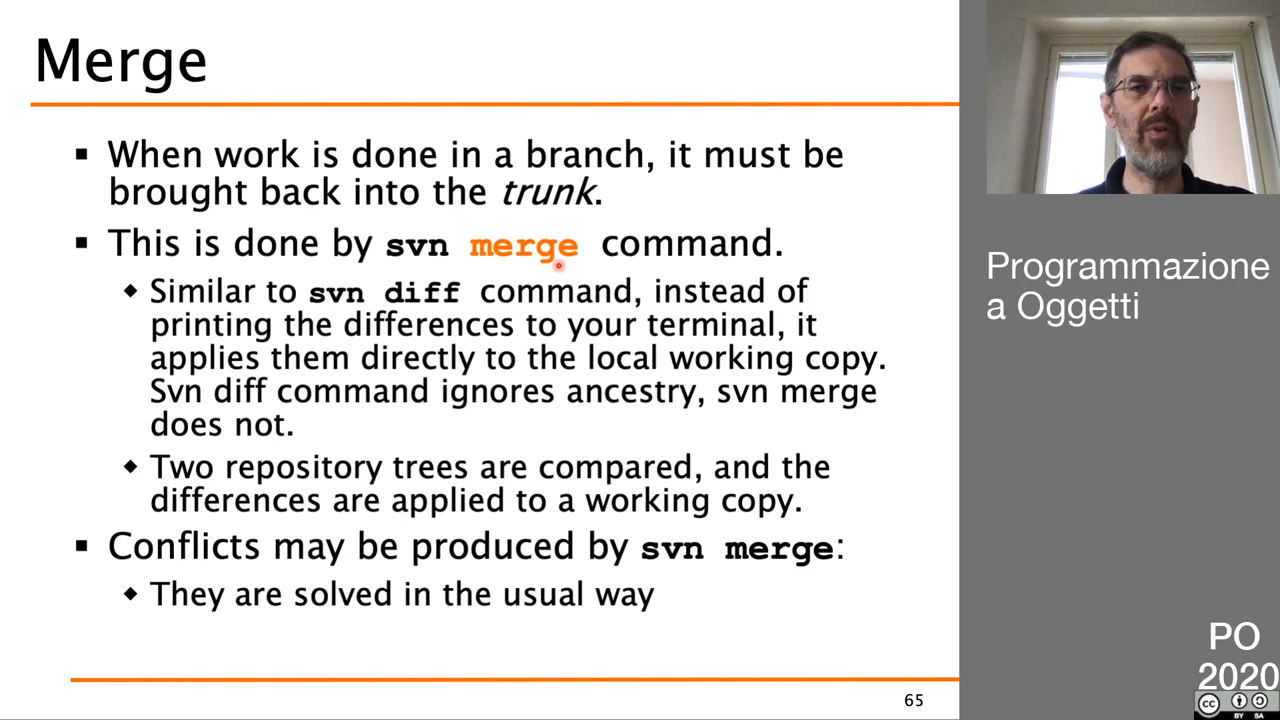 Merge
When work is done in a branch, it must be
brought back into the trunk.
This is done by svn merge command.
Similar to svn diff command, instead of
printing the differences to your terminal, it
applies them directly to the local working copy.
Svn diff command ignores ancestry, svn merge
does not.
Two repository trees are compared, and the
differences are applied to a working copy.
Conflicts may be produced by svn merge:
They are solved in the usual way
65
Programmazione
a Oggetti
PO
2020
CC
BY SA